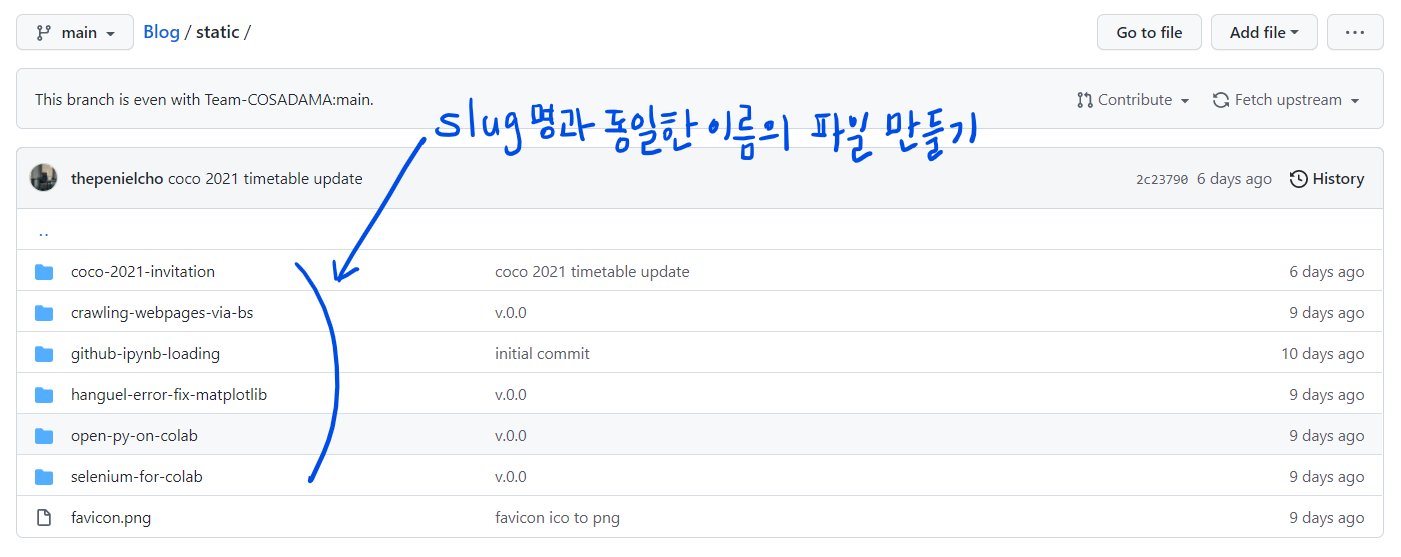 main Blog / static / Go to file Add file ...
This branch is even with Team-COSADAMA:main. Contribute Fetch upstream
slug명과 동일한 이름의 파일 만들기
thepenielcho coco 2021 timetable update 2c23790 6 days ago History
..
coco-2021-invitation coco 2021 timetable update 6 days ago
crawling-webpages-via-bs v.0.0 9 days ago
github-ipynb-loading initial commit 10 days ago
hanguel-error-fix-matplotlib v.0.0 9 days ago
open-py-on-colab v.0.0 9 days ago
selenium-for-colab v.0.0 9 days ago
favicon.png favicon ico to png 9 days ago